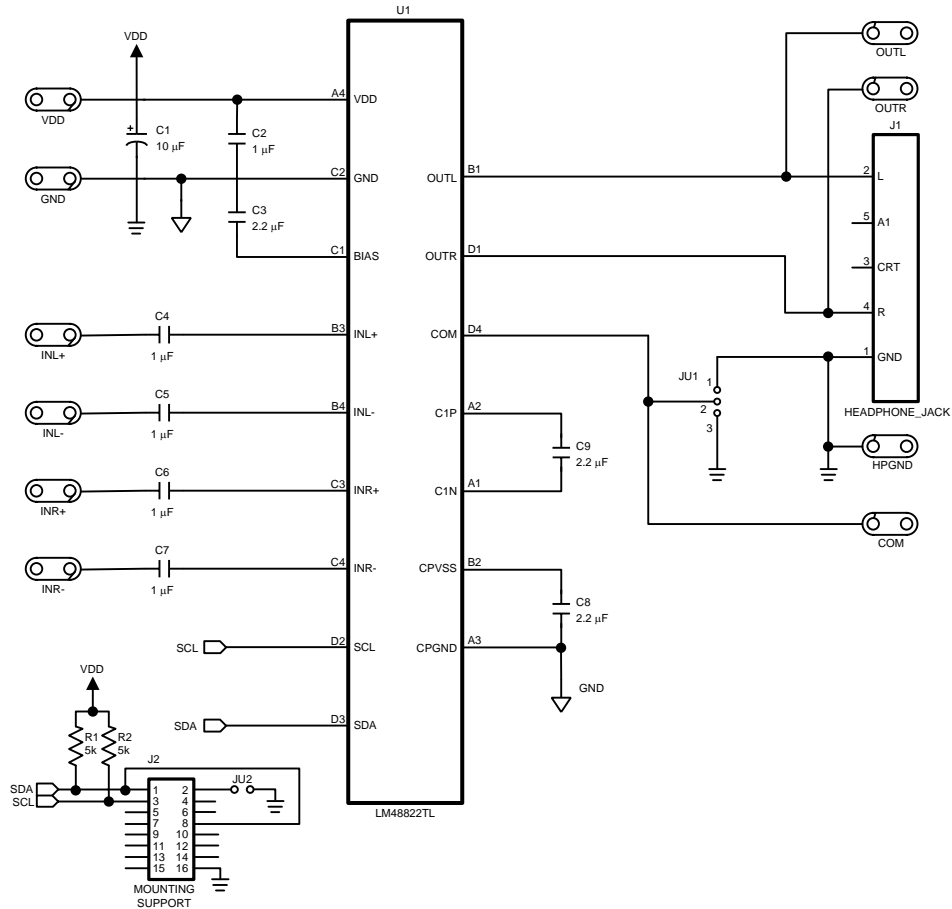 U1
VDD
A4 VDD
VDD
+ C1
10 μF
C2
1 μF
C2 GND
GND
C3
2.2 μF
C1 BIAS
OUTL B1
OUTR D1
INL+
C4
1 μF
B3 INL+
COM D4
INL-
C5
1 μF
B4 INL-
C1P A2
C9
2.2 μF
INR+
C6
1 μF
C3 INR+
C1N A1
INR-
C7
1 μF
C4 INR-
CPVSS B2
C8
2.2 μF
SCL
D2 SCL
CPGND A3
GND
SDA
D3 SDA
LM48822TL
OUTL
OUTR
J1
2 L
5 A1
3 CRT
4 R
1 GND
HEADPHONE_JACK
JU1
1
2
3
HPGND
COM
VDD
R1
5k
R2
5k
J2
SDA
SCL
JU2
1 2
3 4
5 6
7 8
9 10
11 12
13 14
15 16
MOUNTING
SUPPORT